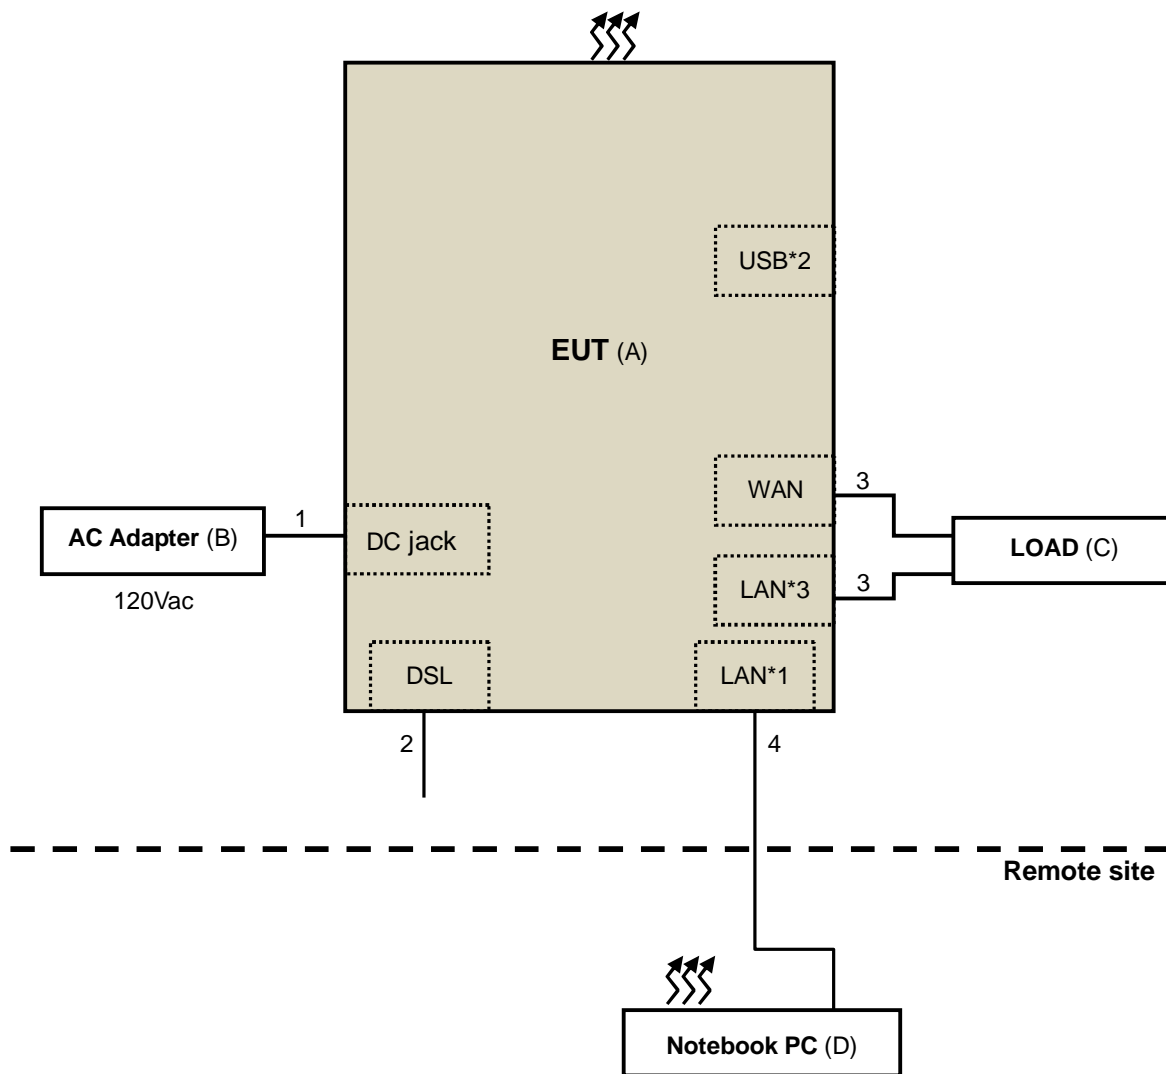 USB*2
EUT (A)
WAN
3
1
AC Adapter (B)
DC jack
LOAD (C)
LAN*3
3
120Vac
DSL
LAN*1
2
4
Remote site
Notebook PC (D)